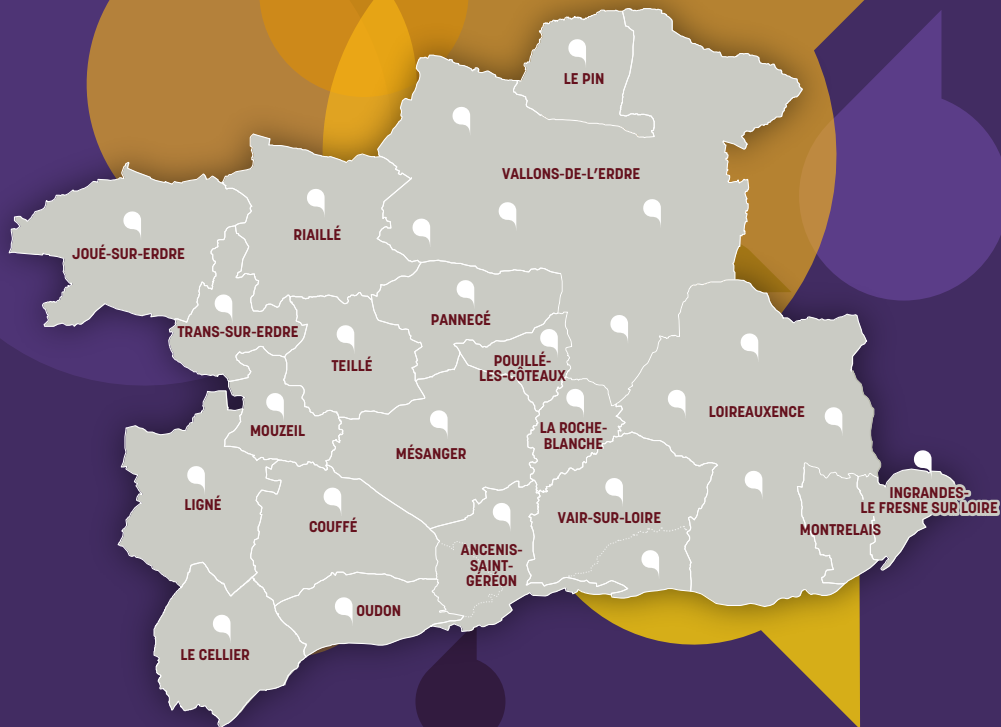 LE PIN
VALLONS-DE-L'ERDRE
RIAILLÉ
JOUÉ-SUR-ERDRE
PANNECÉ
TRANS-SUR-ERDRE
TEILLÉ
POUILLÉ-
LES-CÔTEAUX
LOIREAUXENCE
MOUZEIL
LA ROCHE-
BLANCHE
MÉSANGER
LIGNÉ
INGRANDES-
LE FRESNE SUR LOIRE
COUFFÉ
VAIR-SUR-LOIRE
MONTRELAIS
ANCENIS-
SAINT-
GÉRÉON
OUDON
LE CELLIER